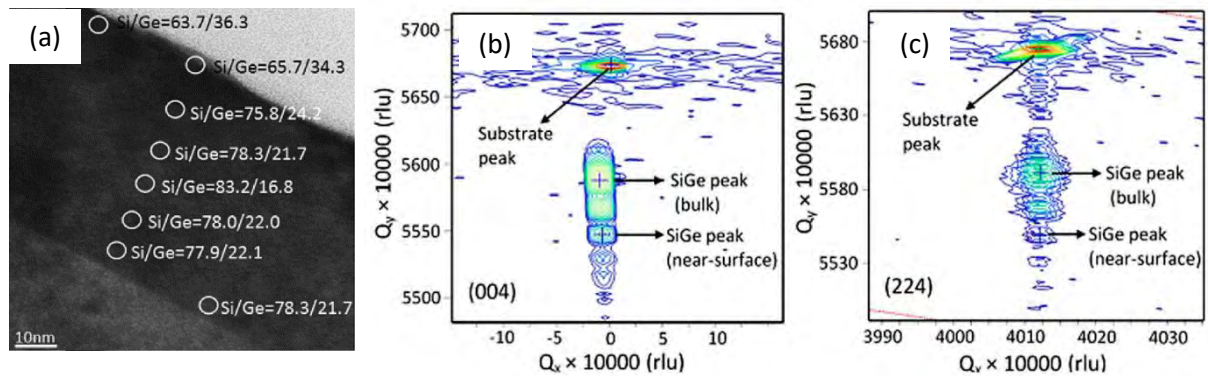 (a)
Si/Ge=63.7/36.3
Si/Ge=65.7/34.3
Si/Ge=75.8/24.2
Si/Ge=78.3/21.7
Si/Ge=83.2/16.8
Si/Ge=78.0/22.0
Si/Ge=77.9/22.1
Si/Ge=78.3/21.7
10nm
(b)
Qy × 10000 (rlu)
5700
5650
5600
5550
5500
Substrate
peak
SiGe peak
(bulk)
SiGe peak
(near-surface)
(004)
-10
-5
0
5
10
Qx × 10000 (rlu)
(c)
Qy × 10000 (rlu)
5680
5630
5580
5530
Substrate
peak
SiGe peak
(bulk)
SiGe peak
(near-surface)
(224)
3990
4000
4010
4020
4030
Qx × 10000 (rlu)